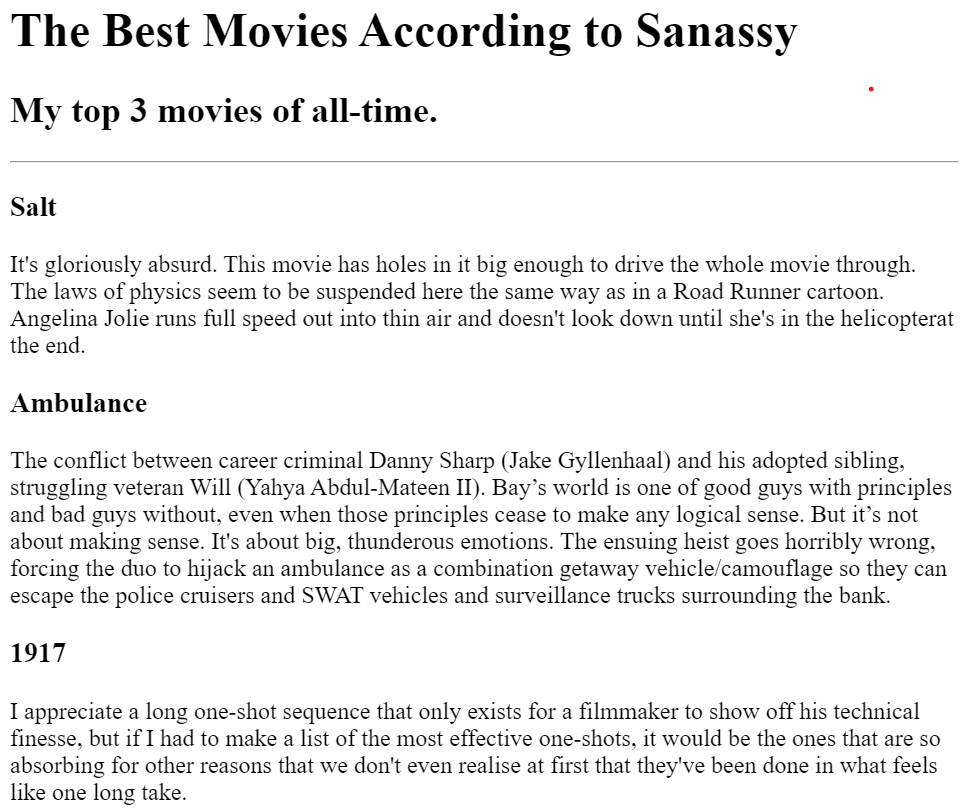 The Best Movies According to Sanassy
My top 3 movies of all-time.
Salt
It's gloriously absurd. This movie has holes in it big enough to drive the whole movie through.
The laws of physics seem to be suspended here the same way as in a Road Runner cartoon.
Angelina Jolie runs full speed out into thin air and doesn't look down until she's in the helicopterat
the end.
Ambulance
The conflict between career criminal Danny Sharp (Jake Gyllenhaal) and his adopted sibling,
struggling veteran Will (Yahya Abdul-Mateen II). Bay’s world is one of good guys with principles
and bad guys without, even when those principles cease to make any logical sense. But it’s not
about making sense. It's about big, thunderous emotions. The ensuing heist goes horribly wrong,
forcing the duo to hijack an ambulance as a combination getaway vehicle/camouflage so they can
escape the police cruisers and SWAT vehicles and surveillance trucks surrounding the bank.
1917
I appreciate a long one-shot sequence that only exists for a filmmaker to show off his technical
finesse, but if I had to make a list of the most effective one-shots, it would be the ones that are so
absorbing for other reasons that we don't even realise at first that they've been done in what feels
like one long take.